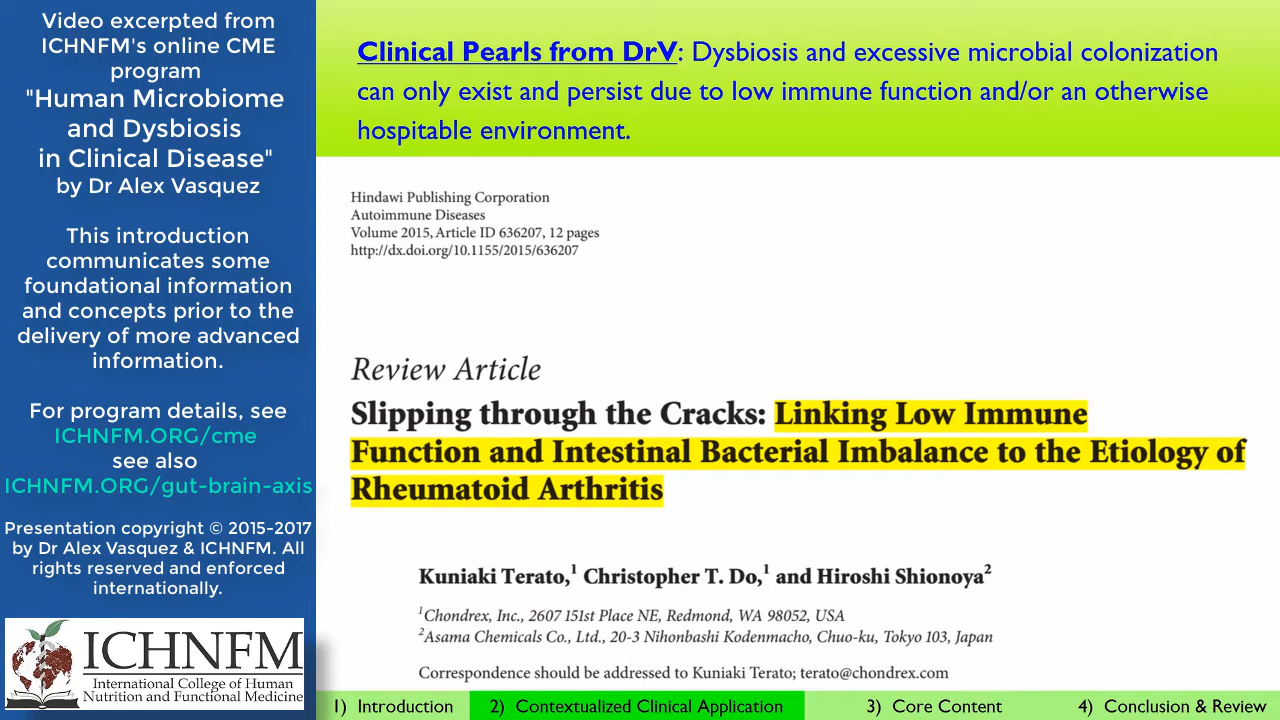 Video excerpted from
ICHNFM's online CME
program
"Human Microbiome
and Dysbiosis
in Clinical Disease"
by Dr Alex Vasquez
This introduction
communicates some
foundational information
and concepts prior to the
delivery of more advanced
information.
For program details, see
ICHNFM.ORG/cme
see also
ICHNFM.ORG/gut-brain-axis
Presentation copyright © 2015-2017
by Dr Alex Vasquez & ICHNFM. All
rights reserved and enforced
internationally.
ICHNFM
International College of Human
Nutrition and Functional Medicine
Clinical Pearls from DrV: Dysbiosis and excessive microbial colonization
can only exist and persist due to low immune function and/or an otherwise
hospitable environment.
Hindawi Publishing Corporation
Autoimmune Diseases
Volume 2015, Article ID 636207, 12 pages
http://dx.doi.org/10.1155/2015/636207
Review Article
Slipping through the Cracks: Linking Low Immune
Function and Intestinal Bacterial Imbalance to the Etiology of
Rheumatoid Arthritis
Kuniaki Terato,1 Christopher T. Do,1 and Hiroshi Shionoya2
1Chondrex, Inc., 2607 151st Place NE, Redmond, WA 98052, USA
2Asama Chemicals Co., Ltd., 20-3 Nihonbashi Kodenmacho, Chuo-ku, Tokyo 103, Japan
Correspondence should be addressed to Kuniaki Terato; terato@chondrex.com
1) Introduction 2) Contextualized Clinical Application 3) Core Content 4) Conclusion & Review